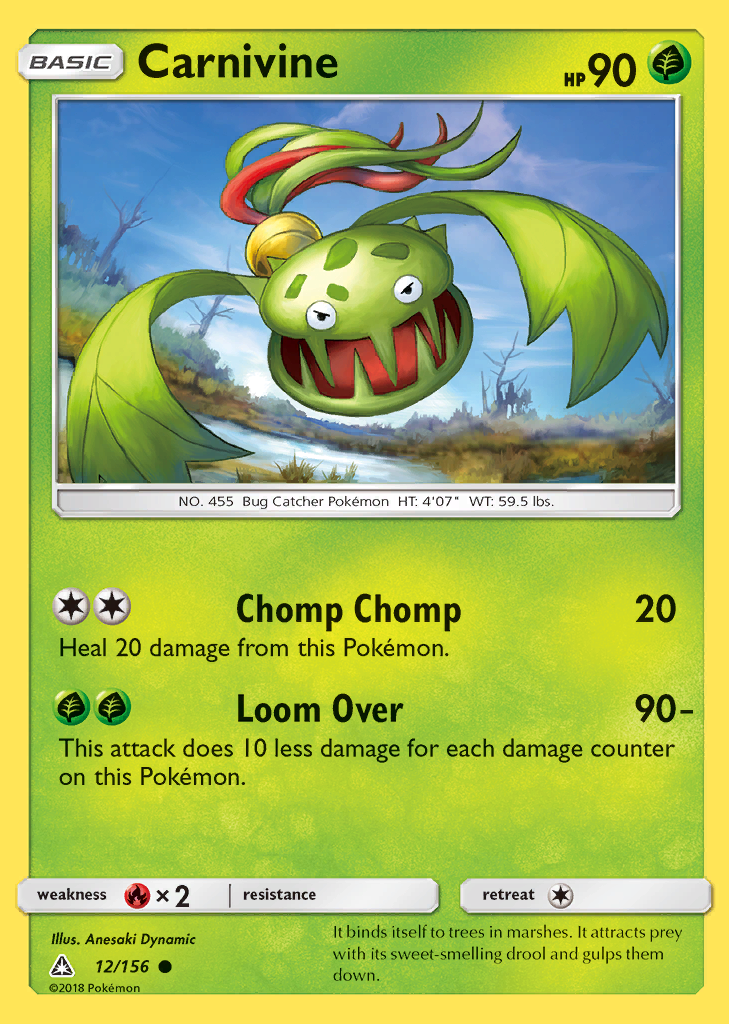 BASIC Carnivine HP 90
NO. 455 Bug Catcher Pokémon HT: 4'07" WT: 59.5 lbs.
Chomp Chomp 20
Heal 20 damage from this Pokémon.
Loom Over 90-
This attack does 10 less damage for each damage counter
on this Pokémon.
weakness × 2 resistance retreat
Illus. Anesaki Dynamic
12/156
©2018 Pokémon
It binds itself to trees in marshes. It attracts prey
with its sweet-smelling drool and gulps them
down.